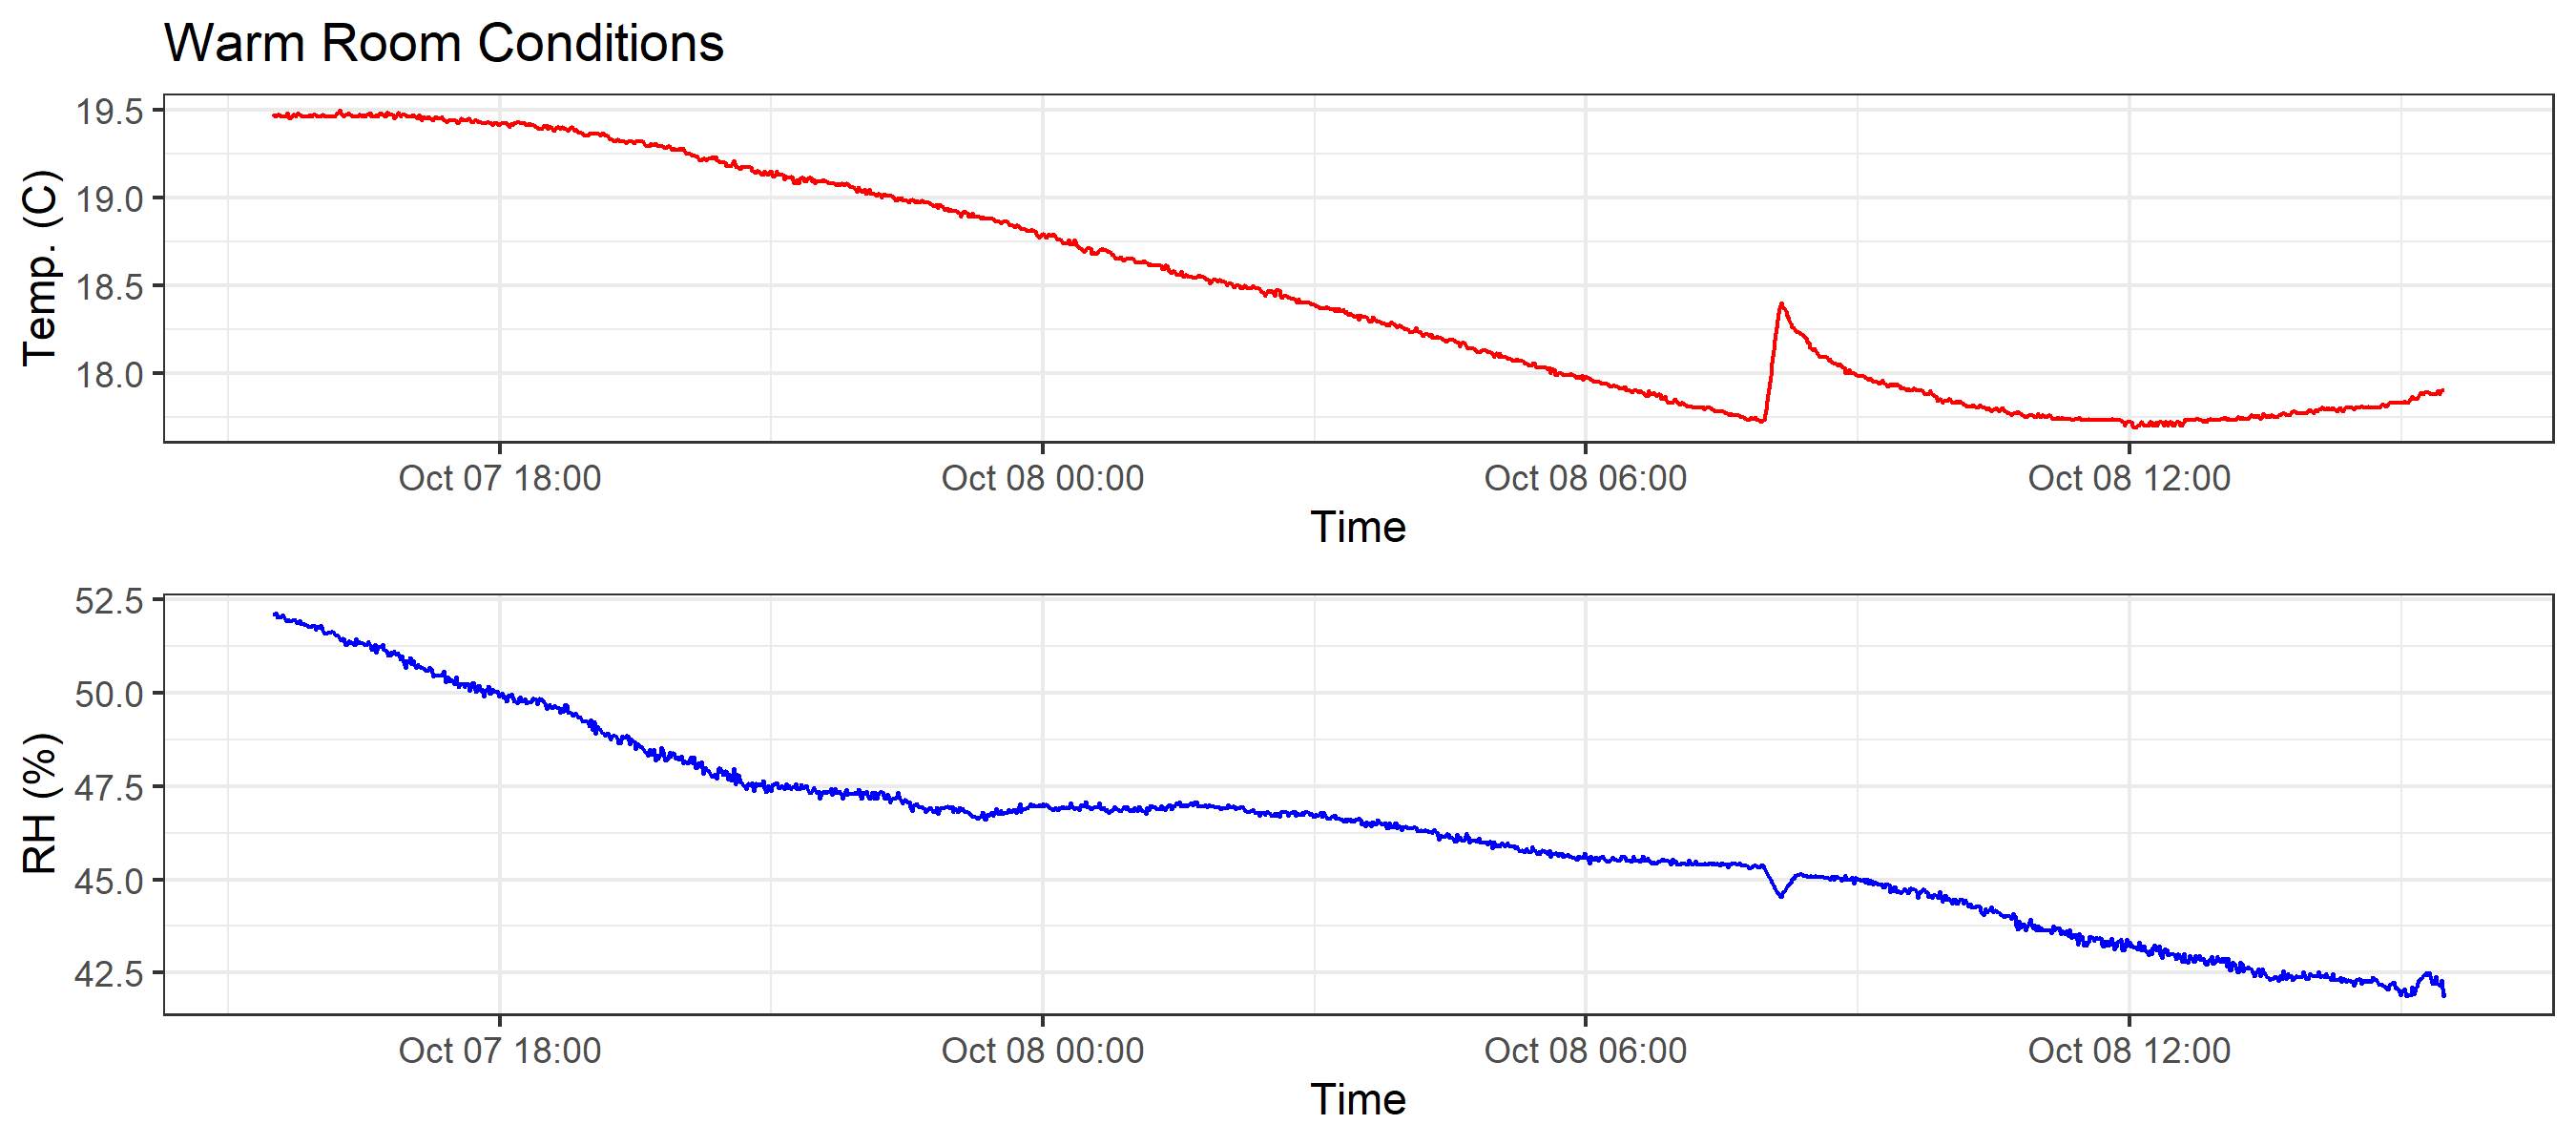 Warm Room Conditions
19.5
19.0
18.5
18.0
Temp. (C)
Oct 07 18:00 Oct 08 00:00 Oct 08 06:00 Oct 08 12:00
Time
52.5
50.0
47.5
45.0
42.5
RH (%)
Oct 07 18:00 Oct 08 00:00 Oct 08 06:00 Oct 08 12:00
Time